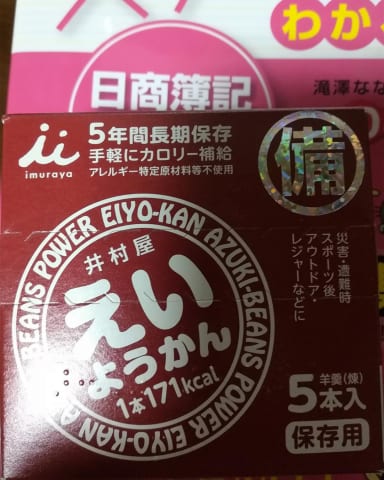 わか
日商簿記
滝澤なな
imuraya
5年間長期保存
手軽にカロリー補給
アレルギー特定原材料等不使用
備
災害・遭難時
スポーツ後
アウトドア・
レジャーなどに
BEANS POWER EIYO-KAN AZUKI-BEANS POWER EIYO-KAN A
井村屋
えい
ようかん
1本171kcal
羊羹(煉)
5本入
保存用